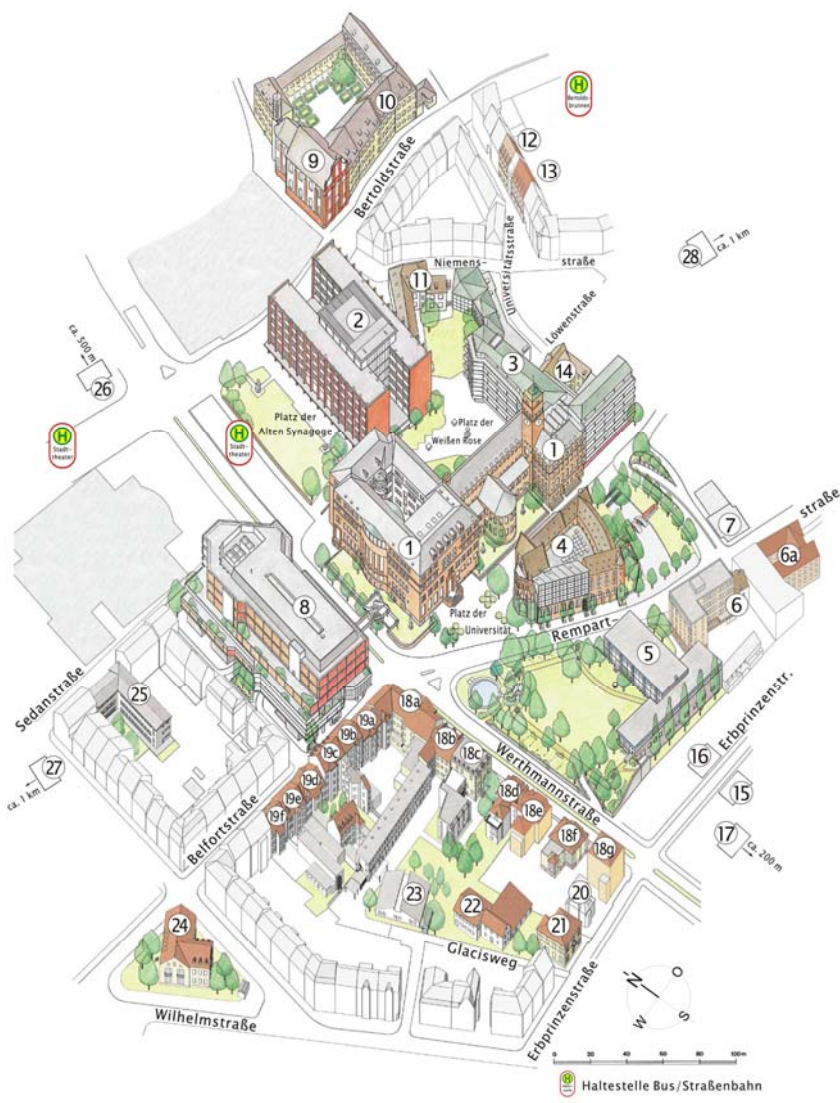 10
H
Bertolds-
brunnen
9
12
13
Bertoldstraße
Universitätsstraße
28
ca. 1 km
Niemens-
straße
11
2
Löwenstraße
ca. 500 m
26
3
14
H
Stadt-
theater
H
Stadt-
theater
Platz der
Alten Synagoge
Platz der
Weißen Rose
1
1
4
7
straße
6a
6
8
Platz der
Universität
Rempart-
5
Sedanstraße
25
Erbprinzenstr.
27
ca. 1 km
18a
19a
19b
19c
18b
18c
Werthmannstraße
16
15
19d
19e
19f
18d
18e
18f
18g
17
ca. 200 m
Belfortstraße
23
22
20
21
24
Glacisweg
Erbprinzenstraße
Wilhelmstraße
N
O
W
S
0
20
40
60
80
100m
H
Haltestelle Bus/Straßenbahn